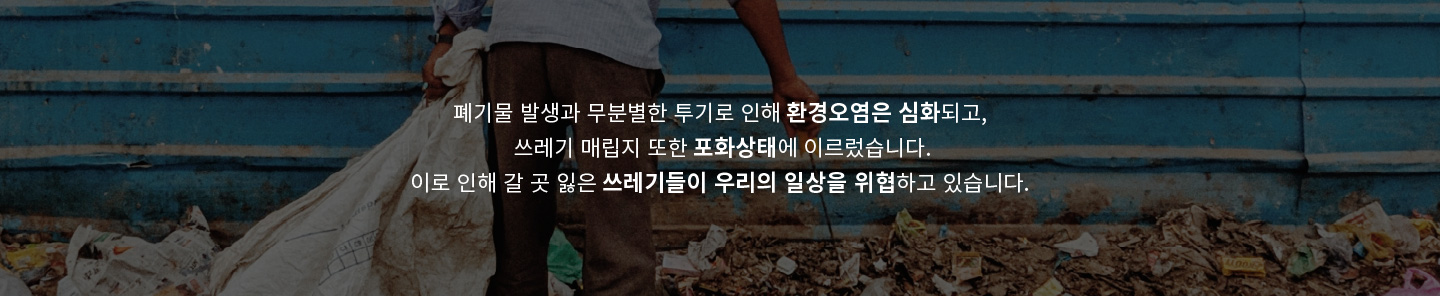 폐기물 발생과 무분별한 투기로 인해 환경오염은 심화되고,
쓰레기 매립지 또한 포화상태에 이르렀습니다.
이로 인해 갈 곳 잃은 쓰레기들이 우리의 일상을 위협하고 있습니다.